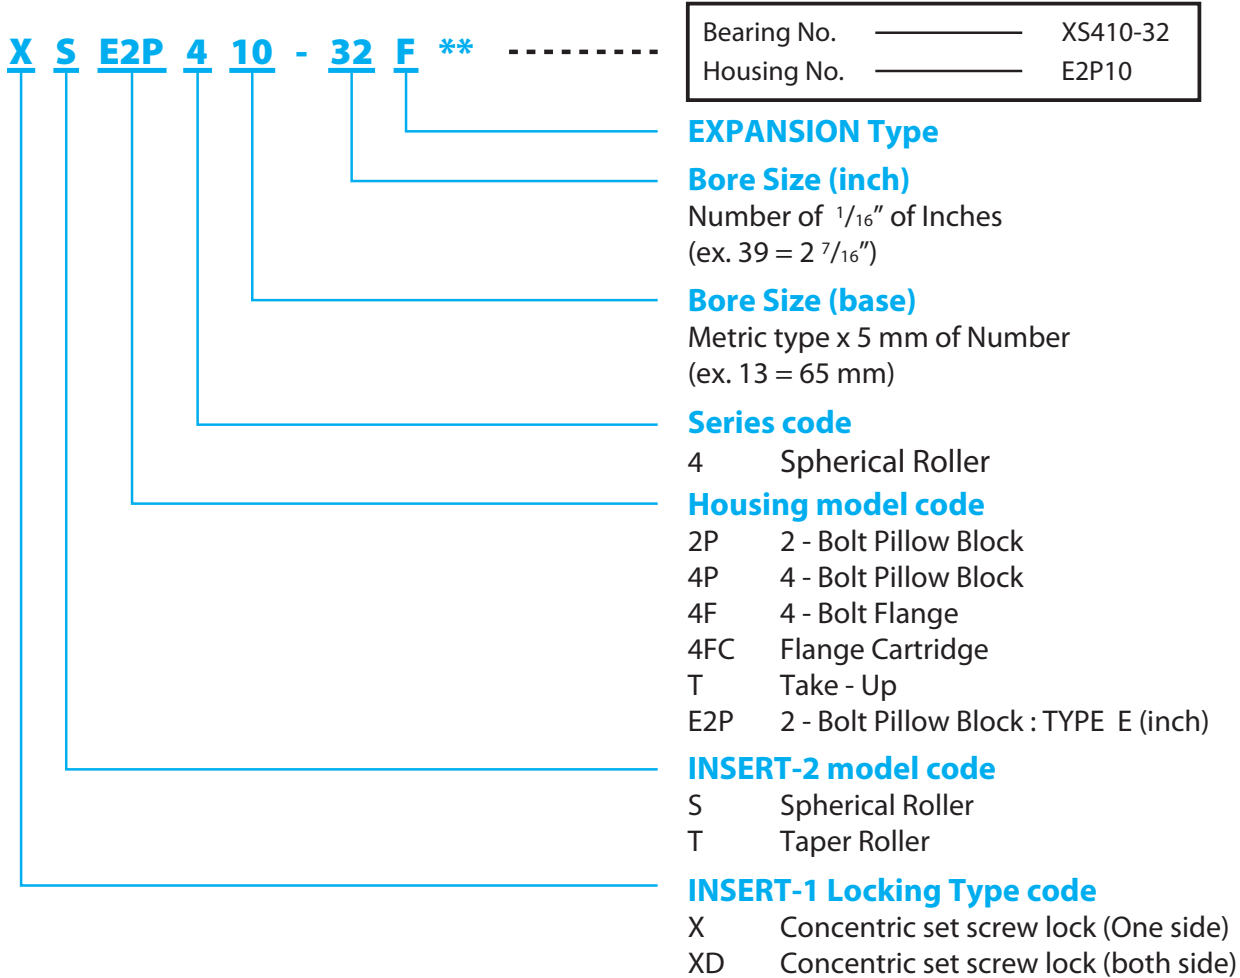 X S E2P 4 10 - 32 F **
Bearing No. XS410-32
Housing No. E2P10
EXPANSION Type
Bore Size (inch)
Number of 1/16" of Inches
(ex. 39 = 2 7/16")
Bore Size (base)
Metric type x 5 mm of Number
(ex. 13 = 65 mm)
Series code
4 Spherical Roller
Housing model code
2P 2 - Bolt Pillow Block
4P 4 - Bolt Pillow Block
4F 4 - Bolt Flange
4FC Flange Cartridge
T Take - Up
E2P 2 - Bolt Pillow Block : TYPE E (inch)
INSERT-2 model code
S Spherical Roller
T Taper Roller
INSERT-1 Locking Type code
X Concentric set screw lock (One side)
XD Concentric set screw lock (both side)